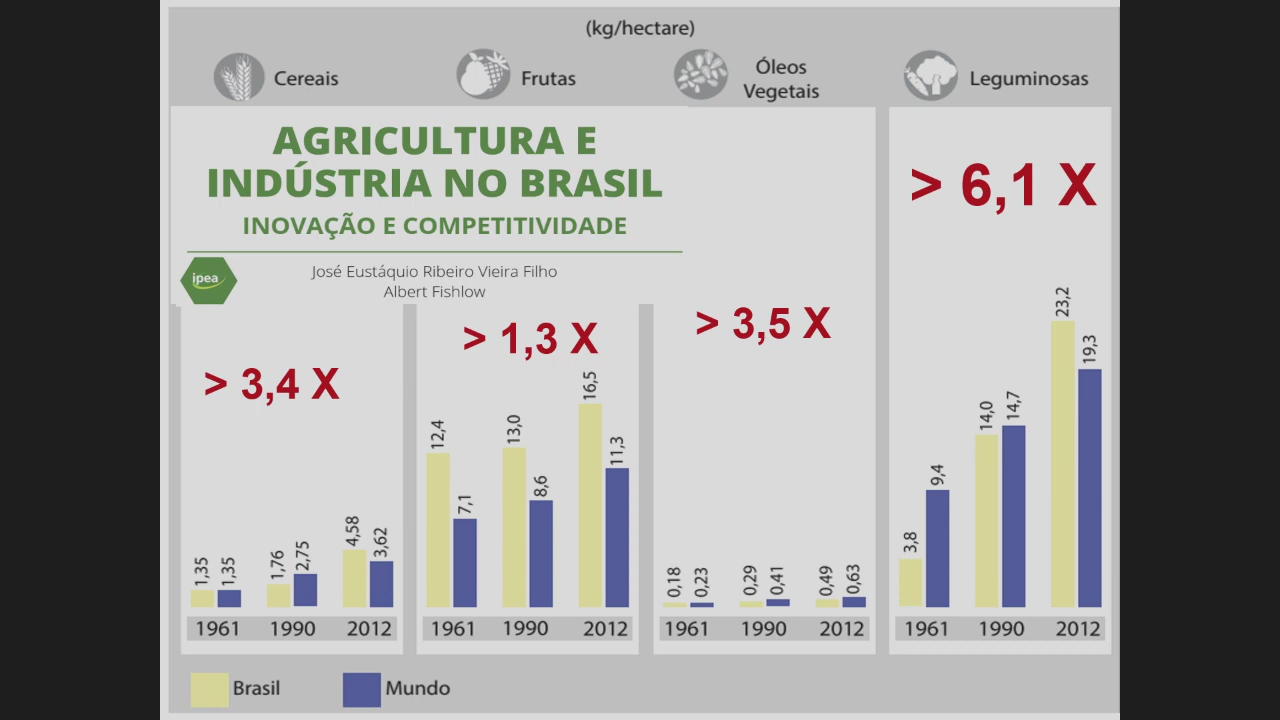 (kg/hectare)
Cereais
Frutas
Óleos
Vegetais
Leguminosas
AGRICULTURA E
INDÚSTRIA NO BRASIL
INOVAÇÃO E COMPETITIVIDADE
ipea
José Eustáquio Ribeiro Vieira Filho
Albert Fishlow
> 3,4 X
1,35 1,35 1,76 2,75 4,58 3,62
1961 1990 2012
> 1,3 X
12,4 7,1 13,0 8,6 16,5 11,3
1961 1990 2012
> 3,5 X
0,18 0,23 0,29 0,41 0,49 0,63
1961 1990 2012
> 6,1 X
3,8 9,4 14,0 14,7 23,2 19,3
1961 1990 2012
Brasil
Mundo